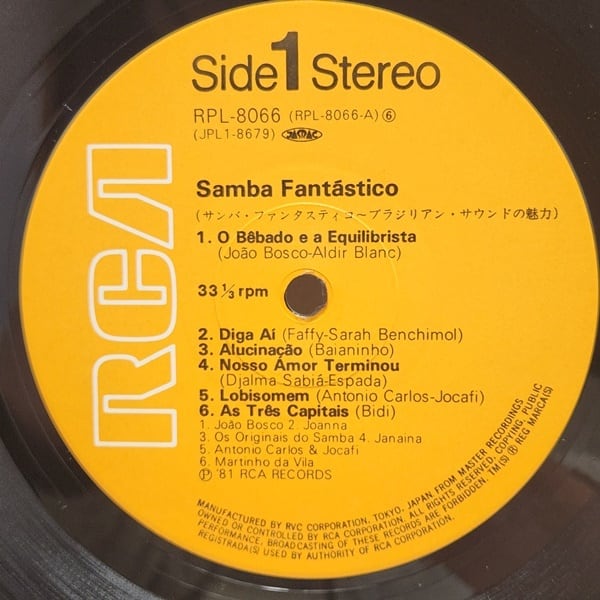 Side 1 Stereo
RPL-8066 (RPL-8066-A) ⑥
(JPL1-8679) JASRAC
RCA
Samba Fantástico
(サンバ・ファンタスティコ~ブラジリアン・サウンドの魅力)
1. O Bêbado e a Equilibrista
(João Bosco-Aldir Blanc)
33 1/3 rpm
2. Diga Aí (Faffy-Sarah Benchimol)
3. Alucinação (Baianinho)
4. Nosso Amor Terminou
(Djalma Sabiá-Espada)
5. Lobisomem (Antonio Carlos-Jocafi)
6. As Três Capitais (Bidi)
1. João Bosco 2. Joanna
3. Os Originais do Samba 4. Janaina
5. Antonio Carlos & Jocafi
6. Martinho da Vila
Ⓟ '81 RCA RECORDS
MANUFACTURED BY RVC CORPORATION, TOKYO, JAPAN FROM MASTER RECORDINGS
OWNED OR CONTROLLED BY RCA CORPORATION. ALL RIGHTS RESERVED. COPYING, PUBLIC
PERFORMANCE, BROADCASTING OF THESE RECORDS ARE FORBIDDEN. TM(S) ® REG MARCA(S)
REGISTRADA(S) USED BY AUTHORITY OF RCA CORPORATION.